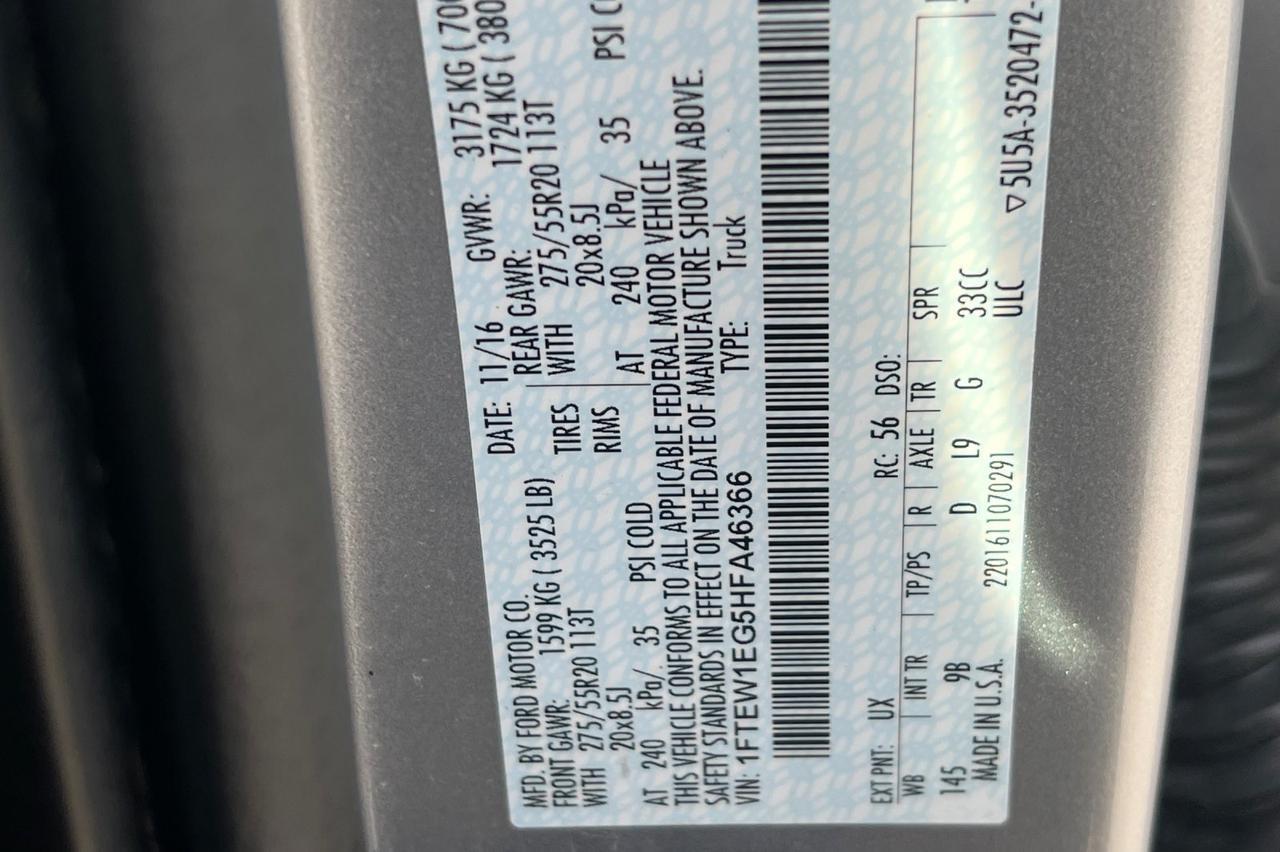 MFD. BY FORD MOTOR CO. DATE: 11/16 GVWR: 3175 KG ( 700
FRONT GAWR: 1599 KG ( 3525 LB) REAR GAWR: 1724 KG ( 380
WITH 275/55R20 113T TIRES WITH 275/55R20 113T
20x8.5J RIMS 20x8.5J
AT 240 kPa/ 35 PSI COLD AT 240 kPa/ 35 PSI C
THIS VEHICLE CONFORMS TO ALL APPLICABLE FEDERAL MOTOR VEHICLE
SAFETY STANDARDS IN EFFECT ON THE DATE OF MANUFACTURE SHOWN ABOVE.
VIN: 1FTEW1EG5HFA46366 TYPE: Truck
EXT PNT: UX RC: 56 DSO:
WB INT TR TP/PS R AXLE TR SPR
145 9B D L9 G 33CC
MADE IN U.S.A. 2201611070291 ULC
▽5U5A-3520472-